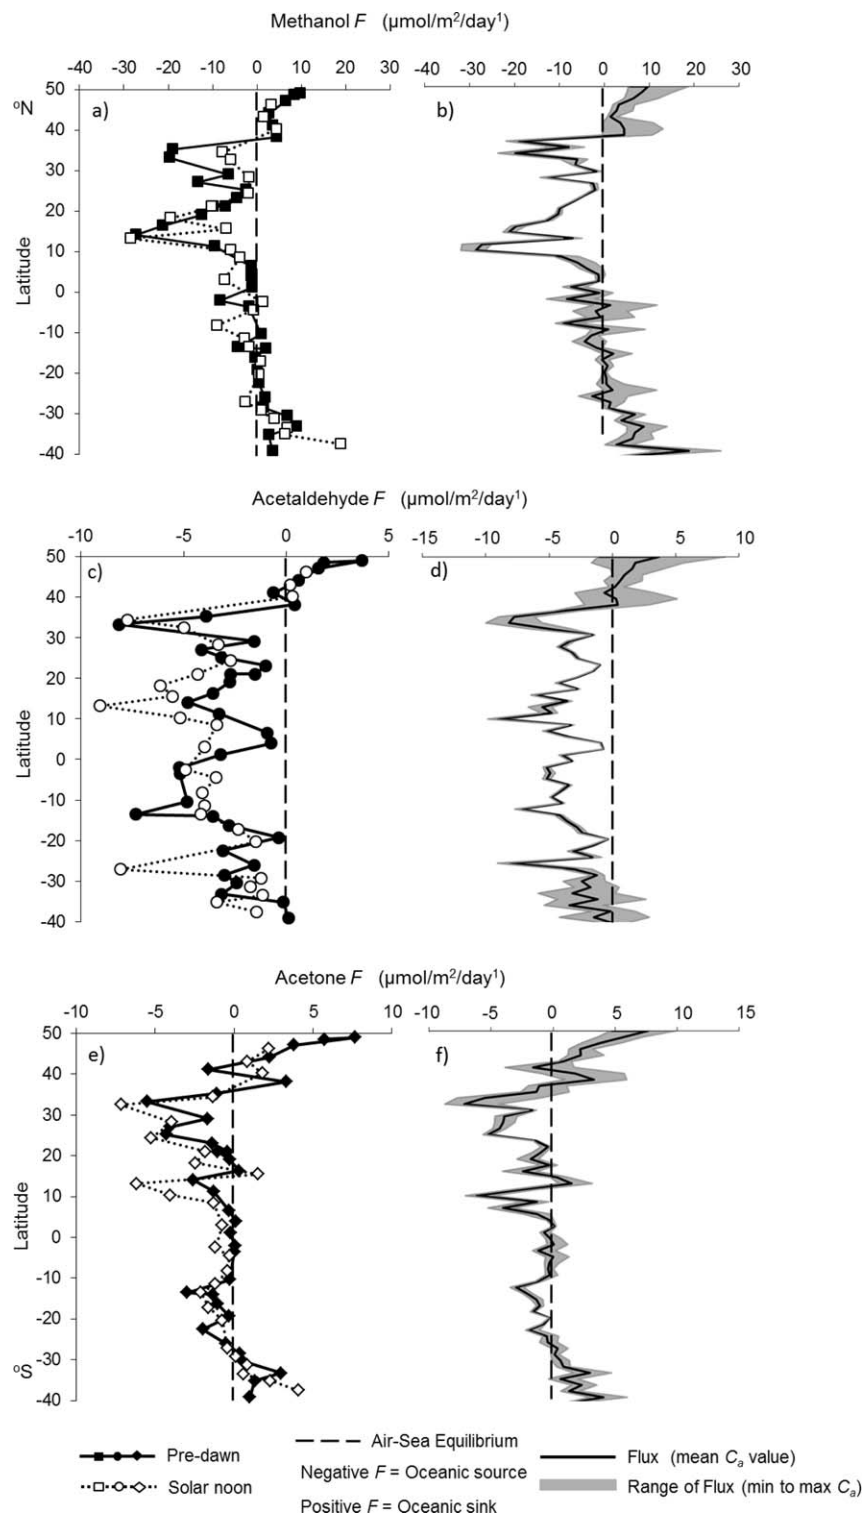 Methanol F (µmol/m²/day¹)
-40 -30 -20 -10 0 10 20 30
-40 -30 -20 -10 0 10 20 30
°N
Latitude
50
40
30
20
10
0
-10
-20
-30
-40
a)
b)
Acetaldehyde F (µmol/m²/day¹)
-10 -5 0 5
-15 -10 -5 0 5 10
Latitude
50
40
30
20
10
0
-10
-20
-30
-40
c)
d)
Acetone F (µmol/m²/day¹)
-10 -5 0 5 10
-10 -5 0 5 10 15
Latitude
°S
50
40
30
20
10
0
-10
-20
-30
-40
e)
f)
Pre-dawn
Solar noon
Air-Sea Equilibrium
Negative F = Oceanic source
Positive F = Oceanic sink
Flux (mean Cₐ value)
Range of Flux (min to max Cₐ)